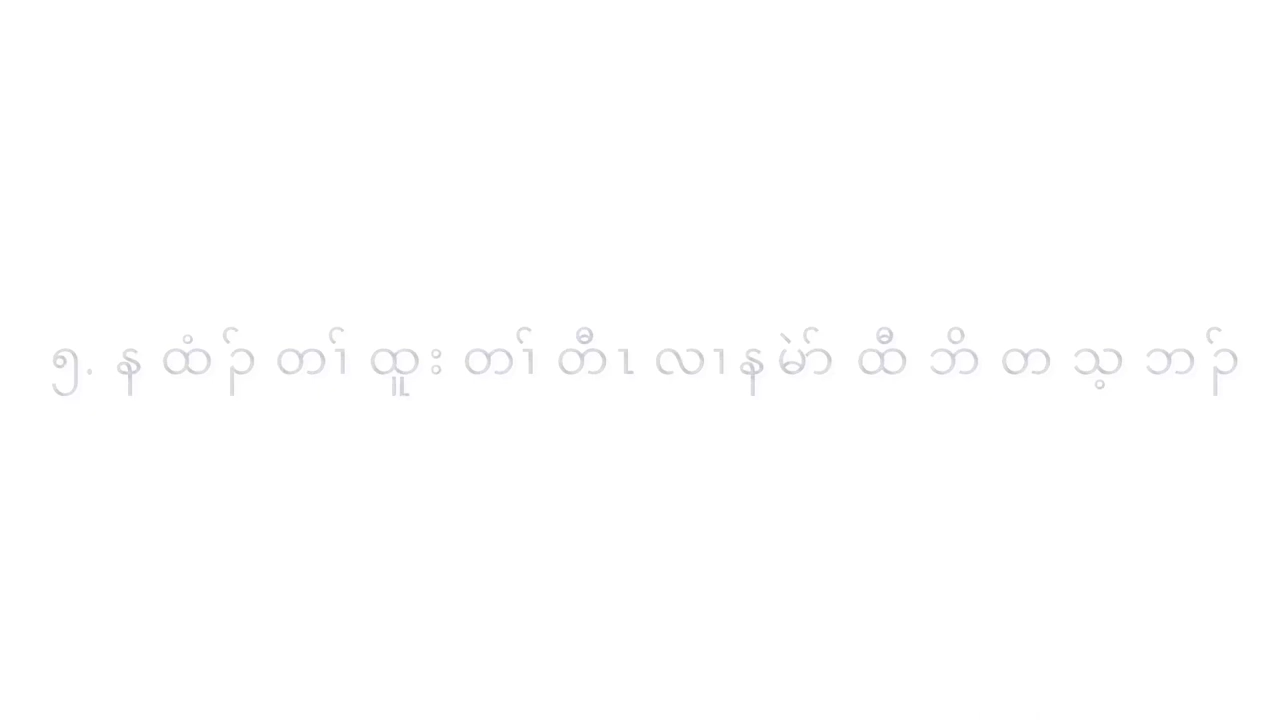 ၅. န ထံၣ် တၢ် ထူး တၢ် တီၤ လၢနမဲာ် ထီ ဘိ တ သ့ ဘၣ်